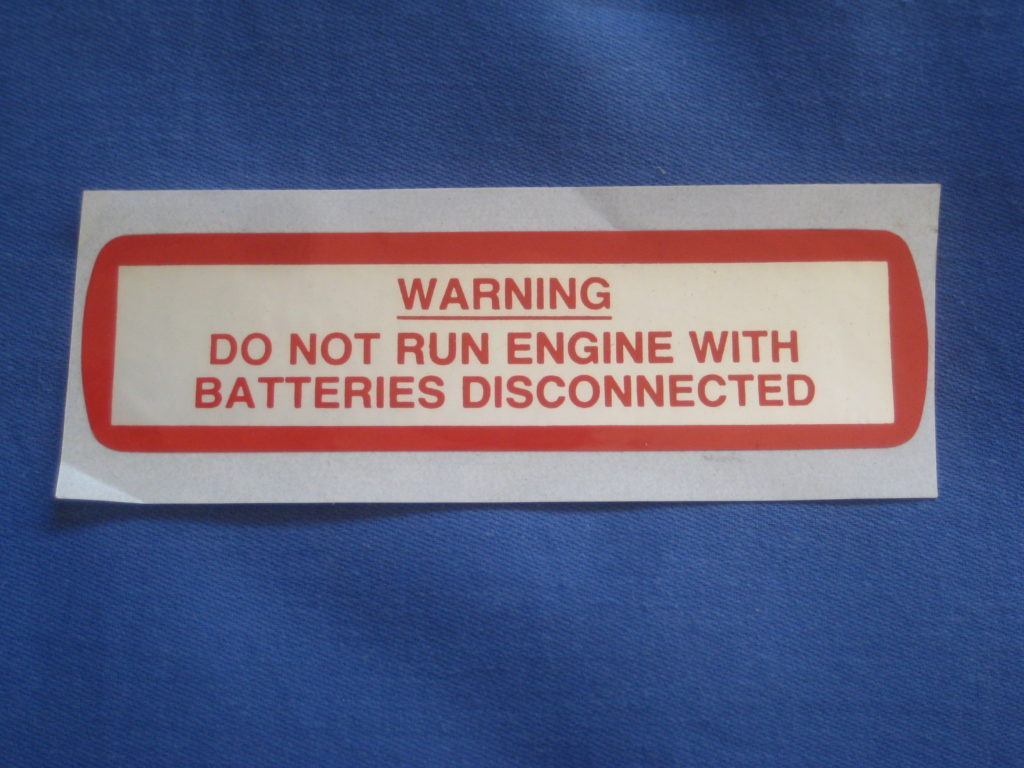 WARNING
DO NOT RUN ENGINE WITH
BATTERIES DISCONNECTED